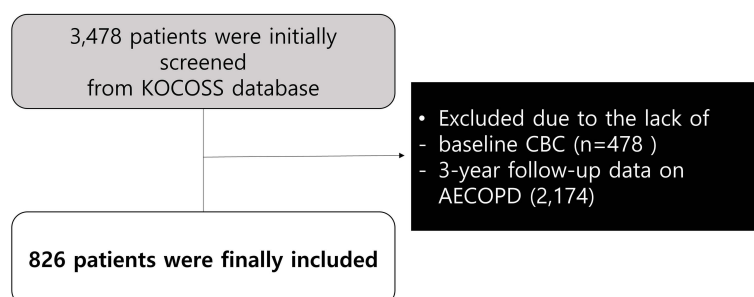 3,478 patients were initially
screened
from KOCOSS database
• Excluded due to the lack of
- baseline CBC (n=478 )
- 3-year follow-up data on
AECOPD (2,174)
826 patients were finally included